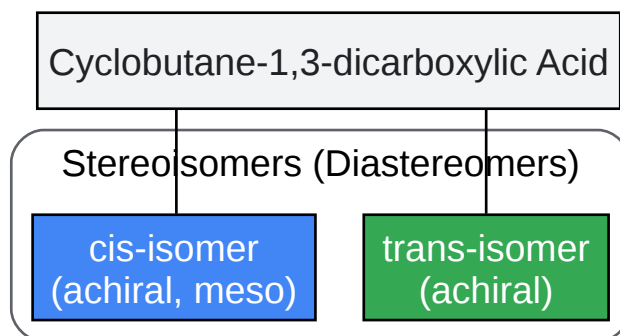 Cyclobutane-1,3-dicarboxylic Acid
Stereoisomers (Diastereomers)
cis-isomer
(achiral, meso)
trans-isomer
(achiral)